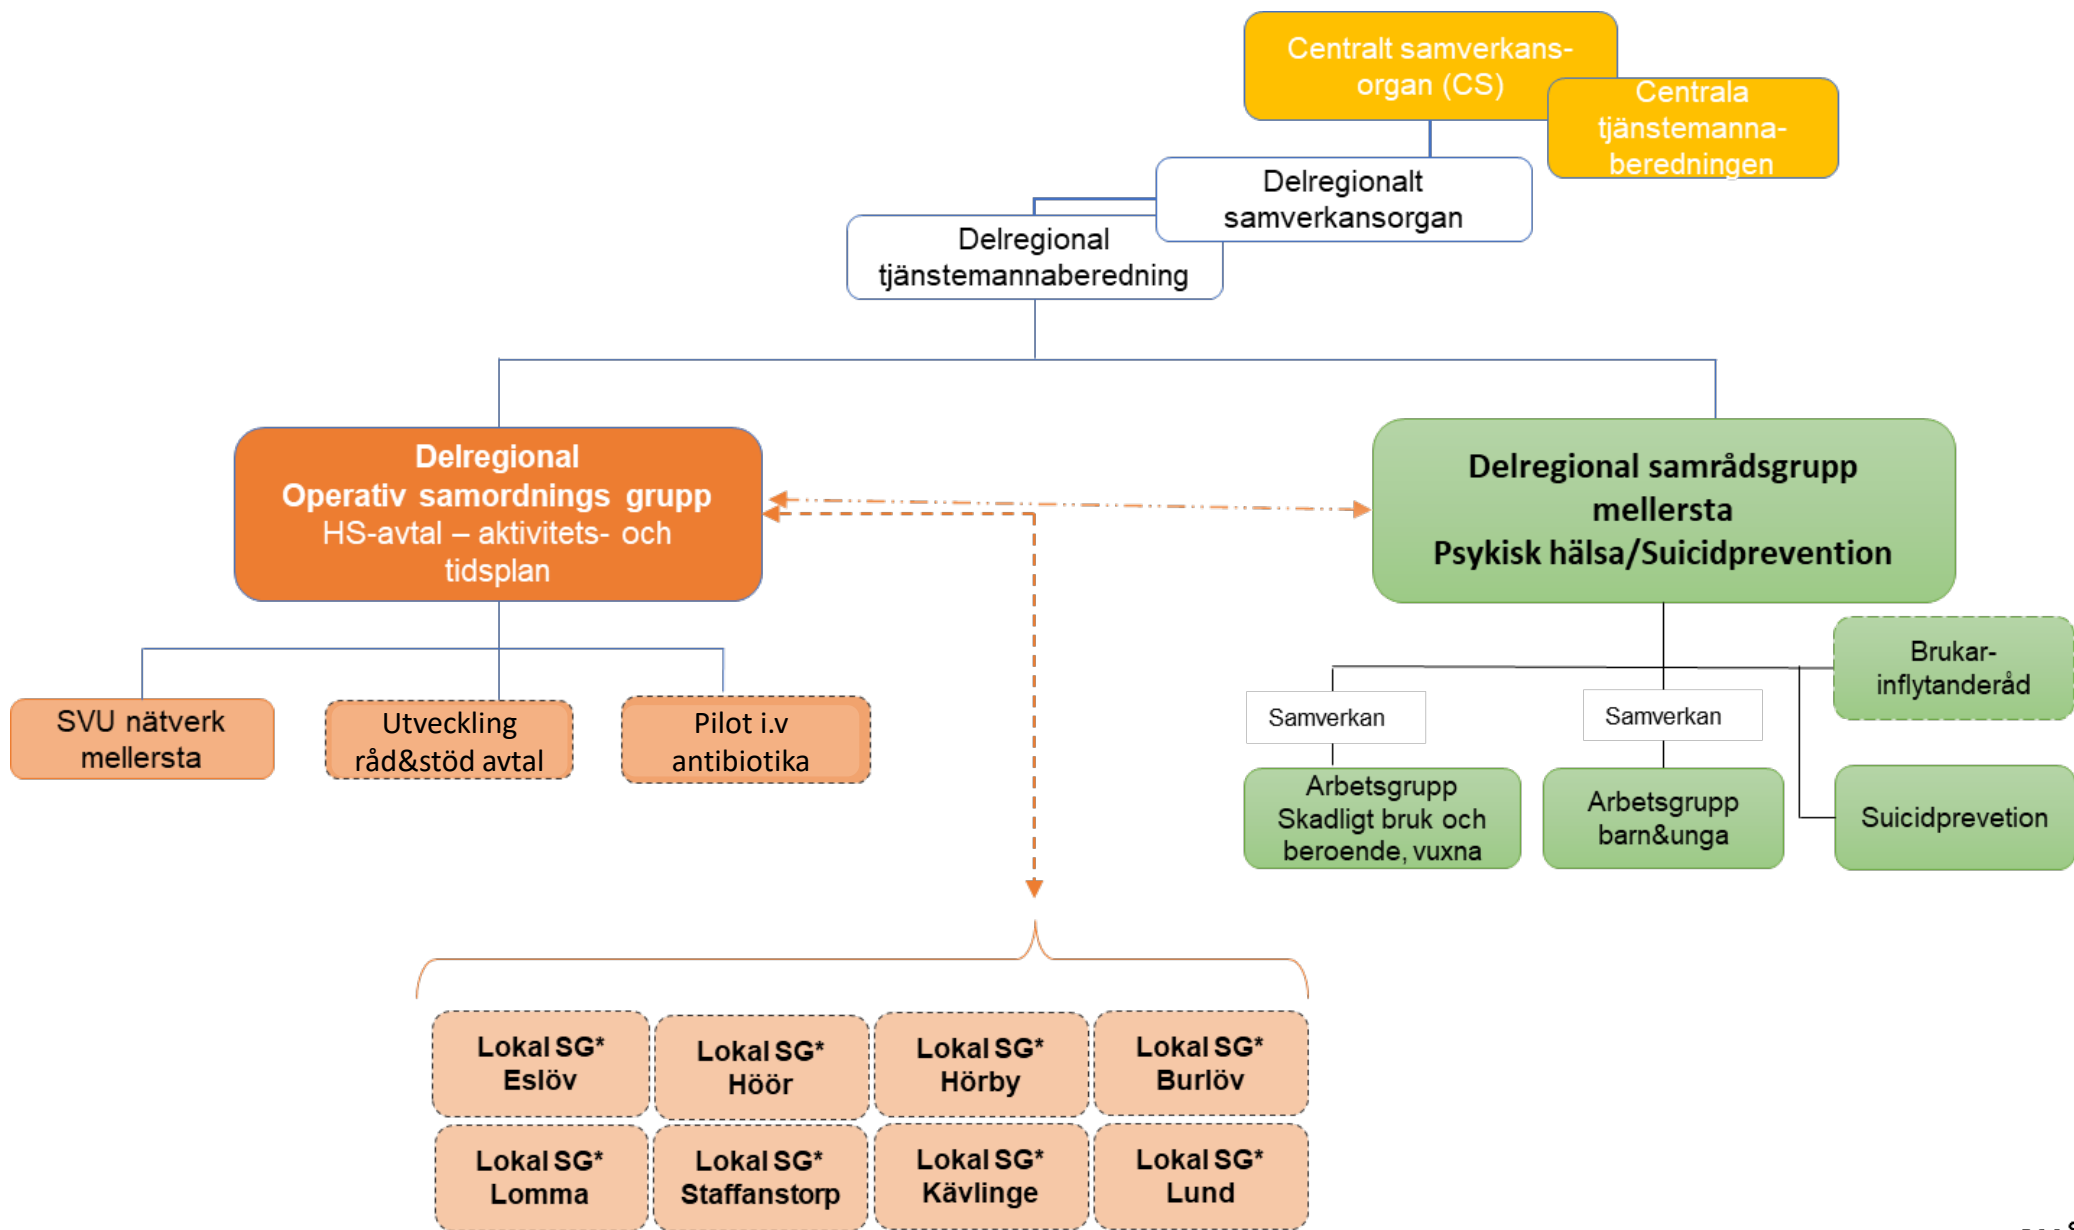 Centralt samverkans-
organ (CS)
Centrala
tjänstemanna-
beredningen
Delregionalt
samverkansorgan
Delregional
tjänstemannaberedning
Delregional
Operativ samordnings grupp
HS-avtal – aktivitets- och
tidsplan
Delregional samrådsgrupp
mellersta
Psykisk hälsa/Suicidprevention
SVU nätverk
mellersta
Utveckling
råd&stöd avtal
Pilot i.v
antibiotika
Brukar-
inflytanderåd
Samverkan
Samverkan
Arbetsgrupp
Skadligt bruk och
beroende, vuxna
Arbetsgrupp
barn&unga
Suicidprevetion
Lokal SG*
Eslöv
Lokal SG*
Höör
Lokal SG*
Hörby
Lokal SG*
Burlöv
Lokal SG*
Lomma
Lokal SG*
Staffanstorp
Lokal SG*
Kävlinge
Lokal SG*
Lund